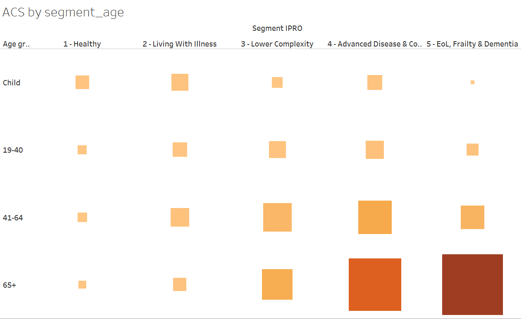 ACS by segment_age
Segment IPRO
Age gr.. 1 - Healthy 2 - Living With Illness 3 - Lower Complexity 4 - Advanced Disease & Co.. 5 - EoL, Frailty & Dementia
Child
19-40
41-64
65+